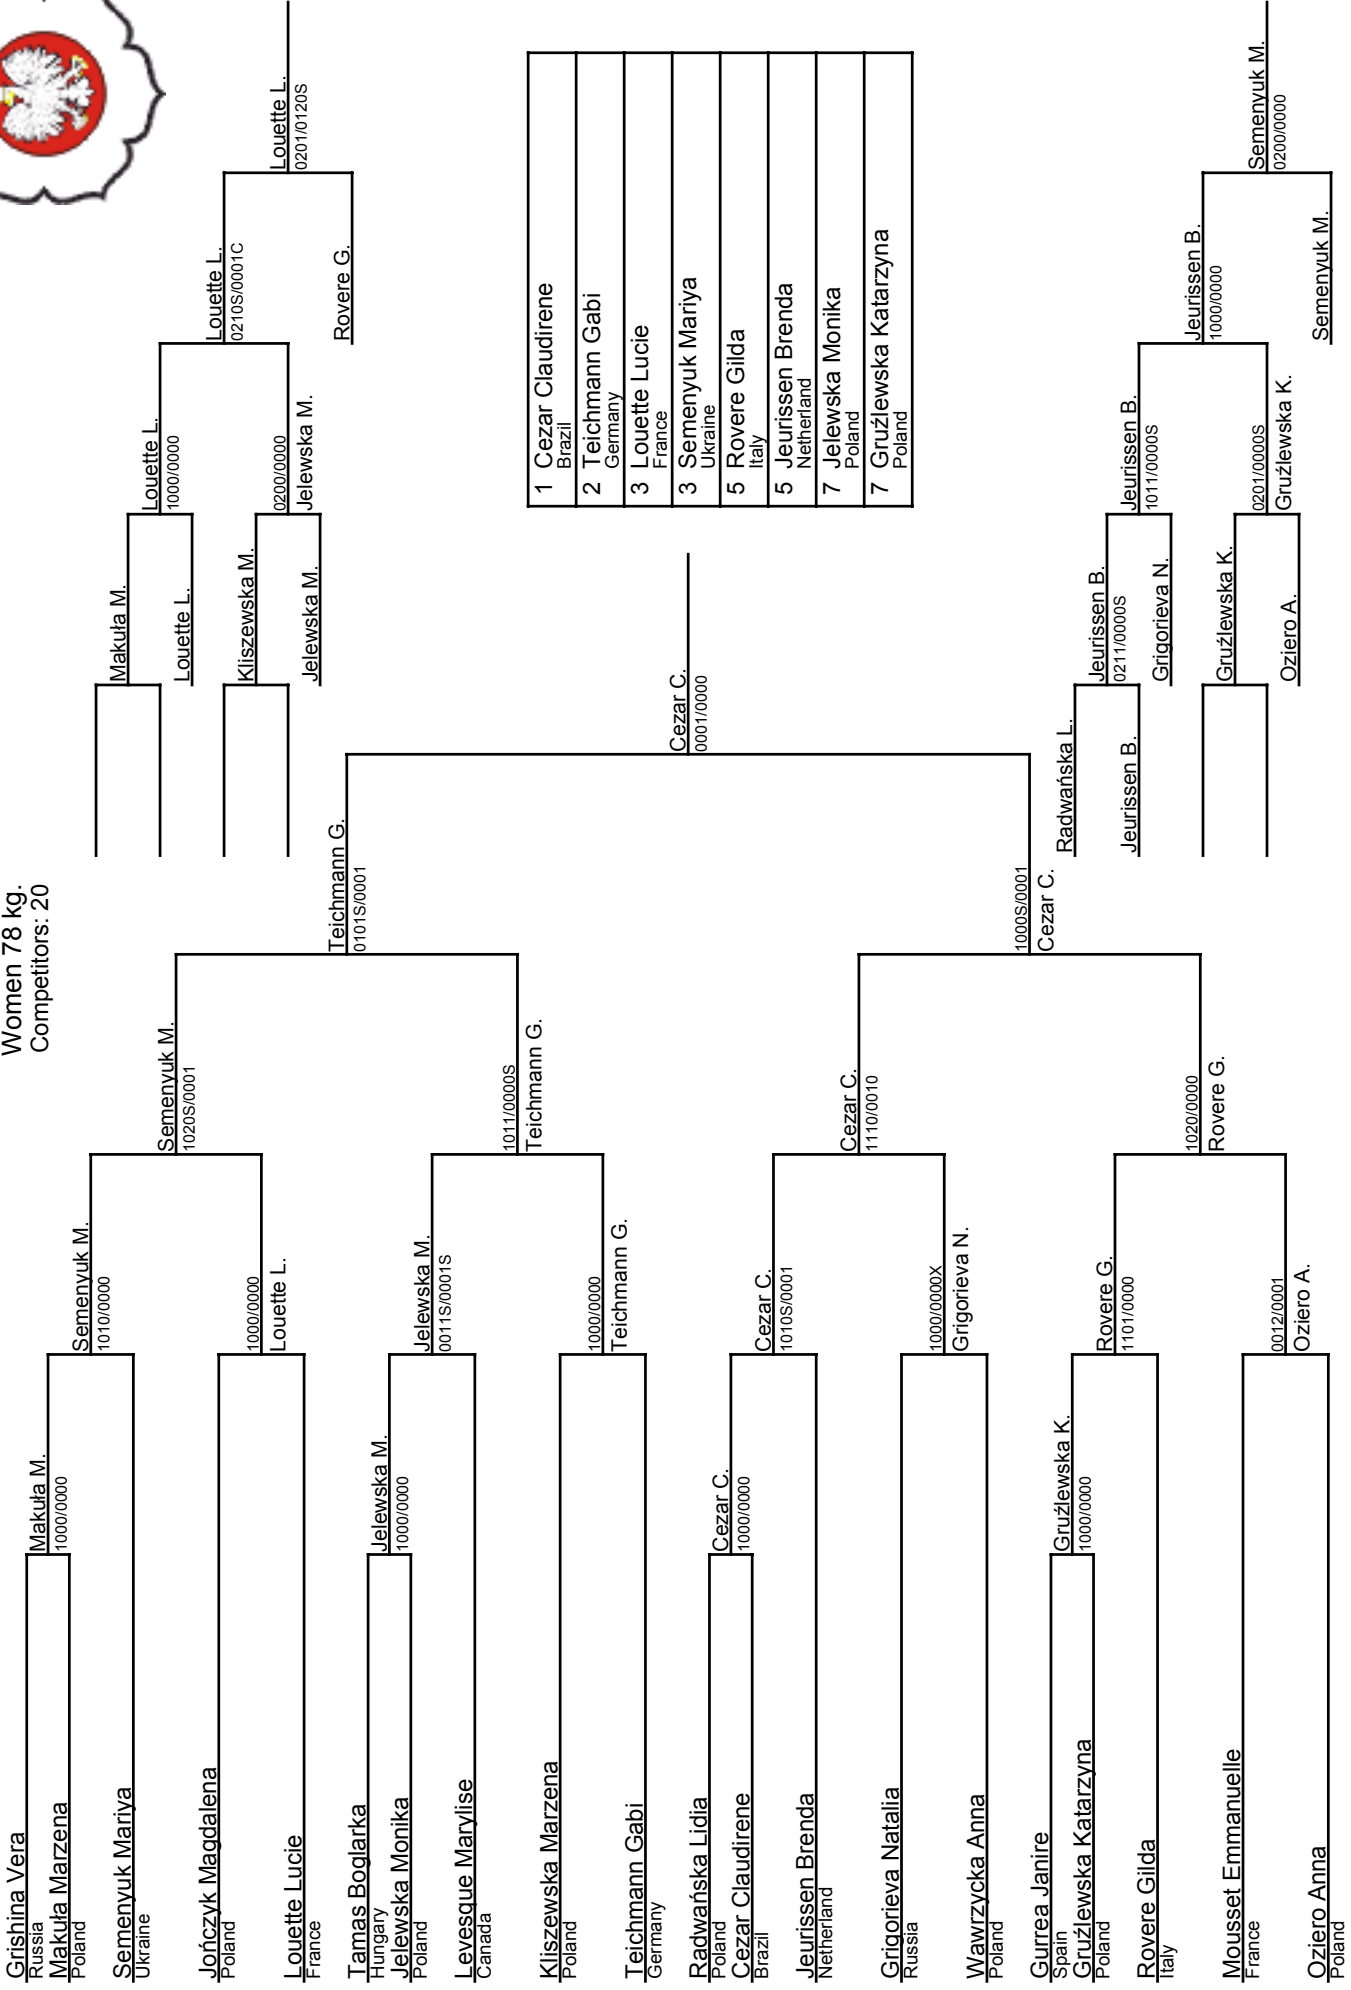 Women 78 kg.
Competitors: 20
Grishina Vera
Russia
Makuła Marzena
Poland
Semenyuk Mariya
Ukraine
Jończyk Magdalena
Poland
Louette Lucie
France
Tamas Boglarka
Hungary
Jelewska Monika
Poland
Levesque Marylise
Canada
Kliszewska Marzena
Poland
Teichmann Gabi
Germany
Radwańska Lidia
Poland
Cezar Claudirene
Brazil
Jeurissen Brenda
Netherland
Grigorieva Natalia
Russia
Wawrzycka Anna
Poland
Gurrea Janire
Spain
Gruźlewska Katarzyna
Poland
Rovere Gilda
Italy
Mousset Emmanuelle
France
Oziero Anna
Poland
Makuła M.
1000/0000
Jelewska M.
1000/0000
Cezar C.
1000/0000
Gruźlewska K.
1000/0000
Semenyuk M.
1010/0000
1000/0000
Louette L.
Jelewska M.
0011S/0001S
1000/0000
Teichmann G.
Cezar C.
1010S/0001
1000/0000X
Grigorieva N.
Rovere G.
1101/0000
0012/0001
Oziero A.
Semenyuk M.
1020S/0001
1011/0000S
Teichmann G.
Cezar C.
1110/0010
1020/0000
Rovere G.
Teichmann G.
0101S/0001
1000S/0001
Cezar C.
Cezar C.
0001/0000
Makuła M.
Louette L.
Kliszewska M.
Jelewska M.
Louette L.
1000/0000
0200/0000
Jelewska M.
Louette L.
0210S/0001C
Rovere G.
Louette L.
0201/0120S
1 Cezar Claudirene
Brazil
2 Teichmann Gabi
Germany
3 Louette Lucie
France
3 Semenyuk Mariya
Ukraine
5 Rovere Gilda
Italy
5 Jeurissen Brenda
Netherland
7 Jelewska Monika
Poland
7 Gruźlewska Katarzyna
Poland
Radwańska L.
Jeurissen B.
Jeurissen B.
0211/0000S
Grigorieva N.
Gruźlewska K.
Oziero A.
Jeurissen B.
1011/0000S
0201/0000S
Gruźlewska K.
Jeurissen B.
1000/0000
Semenyuk M.
Semenyuk M.
0200/0000